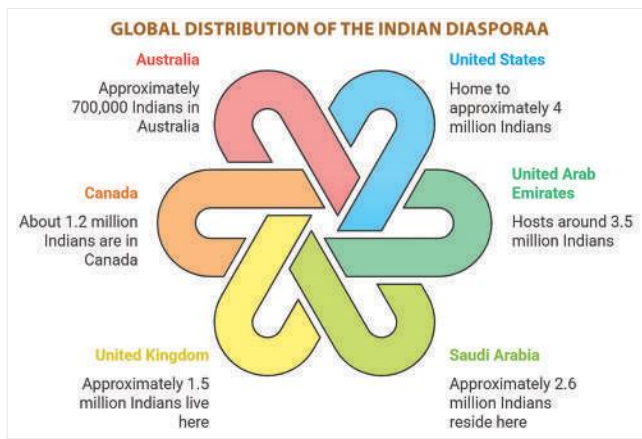 GLOBAL DISTRIBUTION OF THE INDIAN DIASPORAA
Australia
Approximately
700,000 Indians in
Australia
United States
Home to
approximately 4
million Indians
Canada
About 1.2 million
Indians are in
Canada
United Arab
Emirates
Hosts around 3.5
million Indians
United Kingdom
Approximately 1.5
million Indians live
here
Saudi Arabia
Approximately 2.6
million Indians
reside here